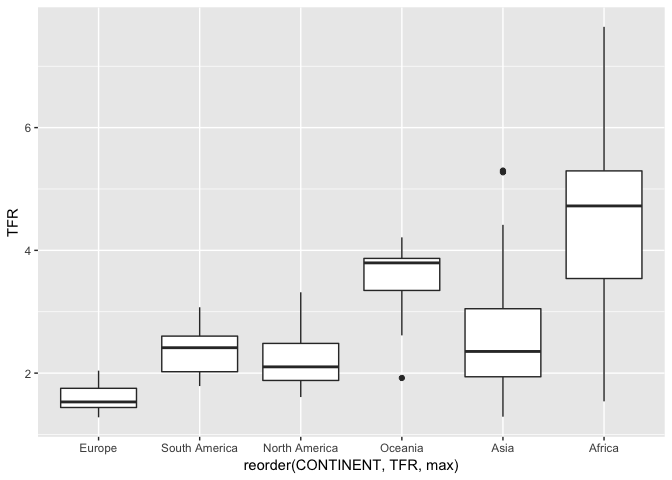 TFR
6
4
2
Europe South America North America Oceania Asia Africa
reorder(CONTINENT, TFR, max)